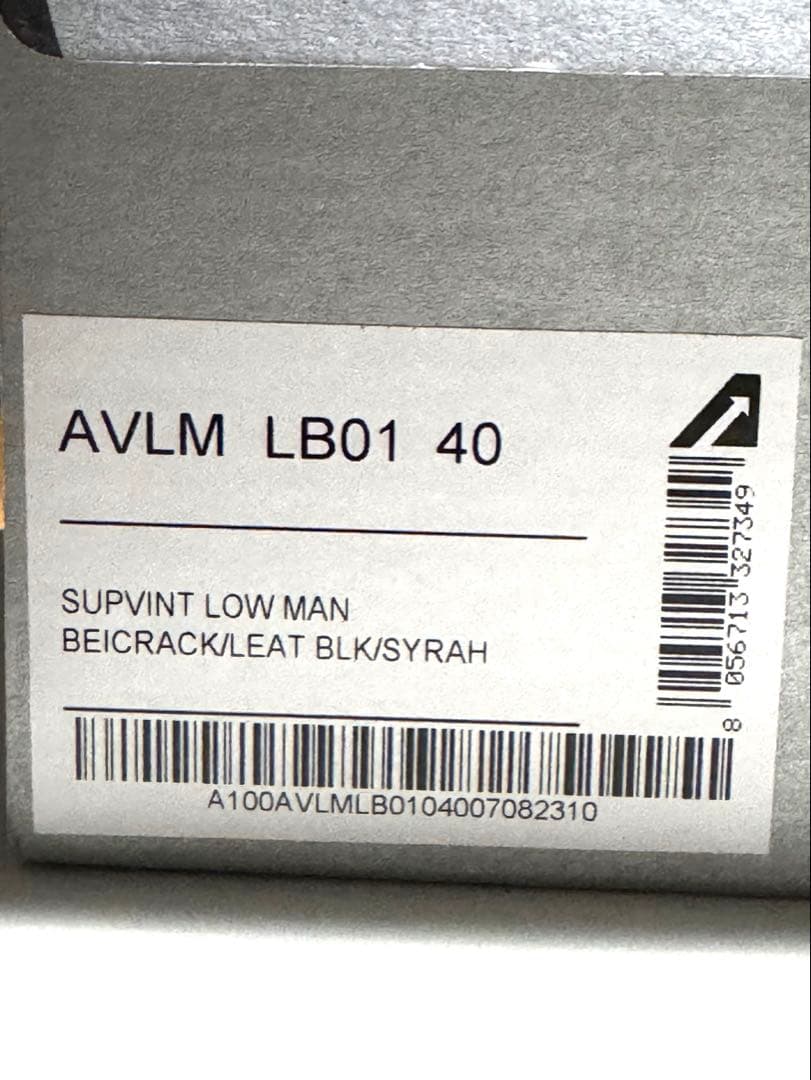 AVLM LB01 40
SUPVINT LOW MAN
BEICRACK/LEAT BLK/SYRAH
A100AVLMLB0104007082310
8 056713 327349